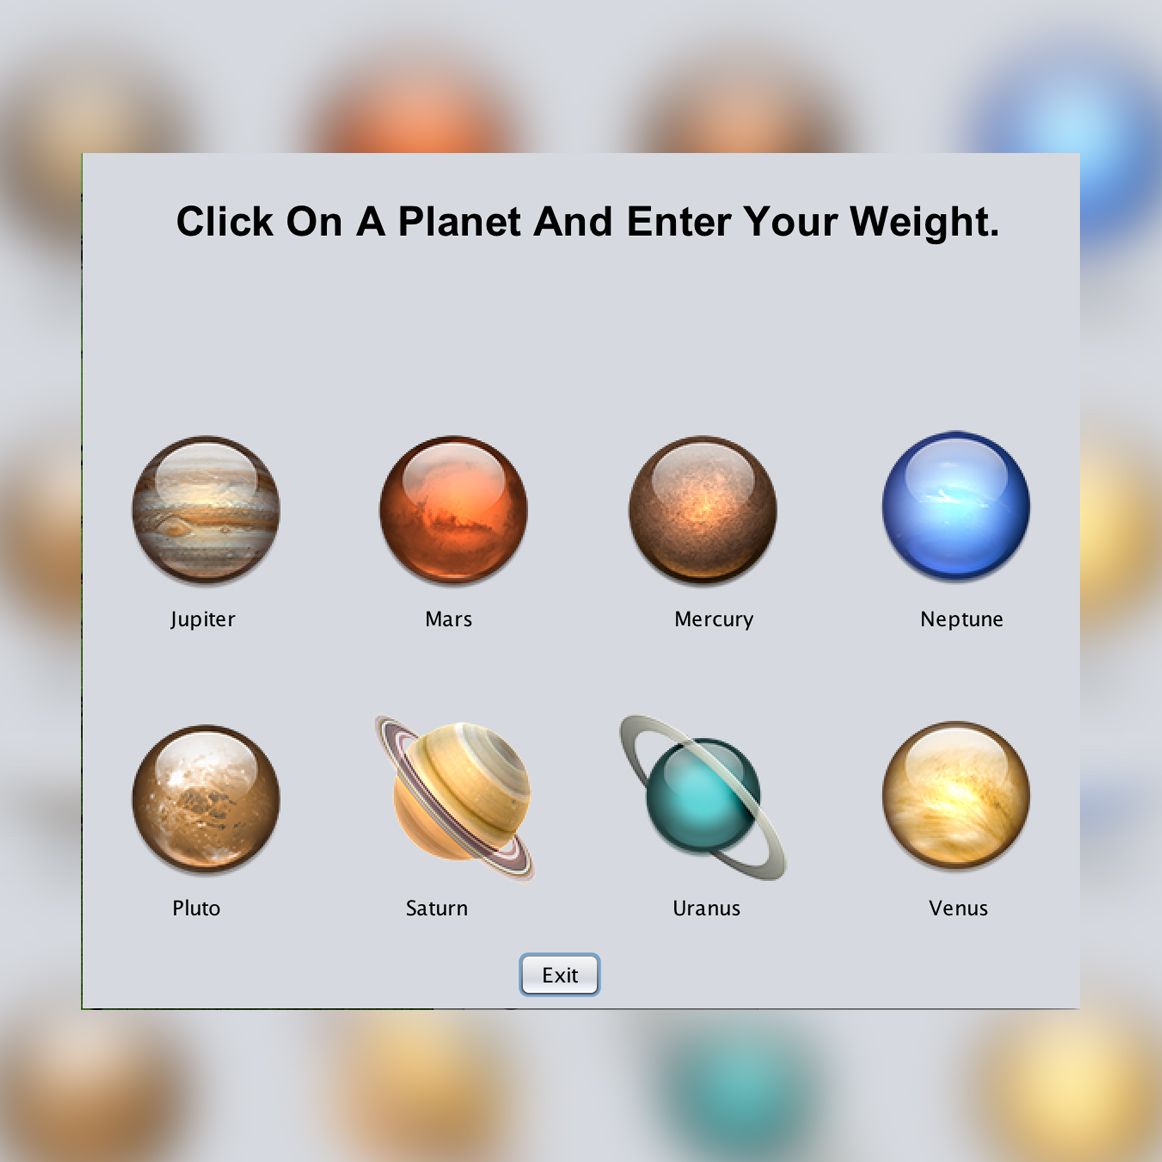 Click On A Planet And Enter Your Weight.
Jupiter
Mars
Mercury
Neptune
Pluto
Saturn
Uranus
Venus
Exit